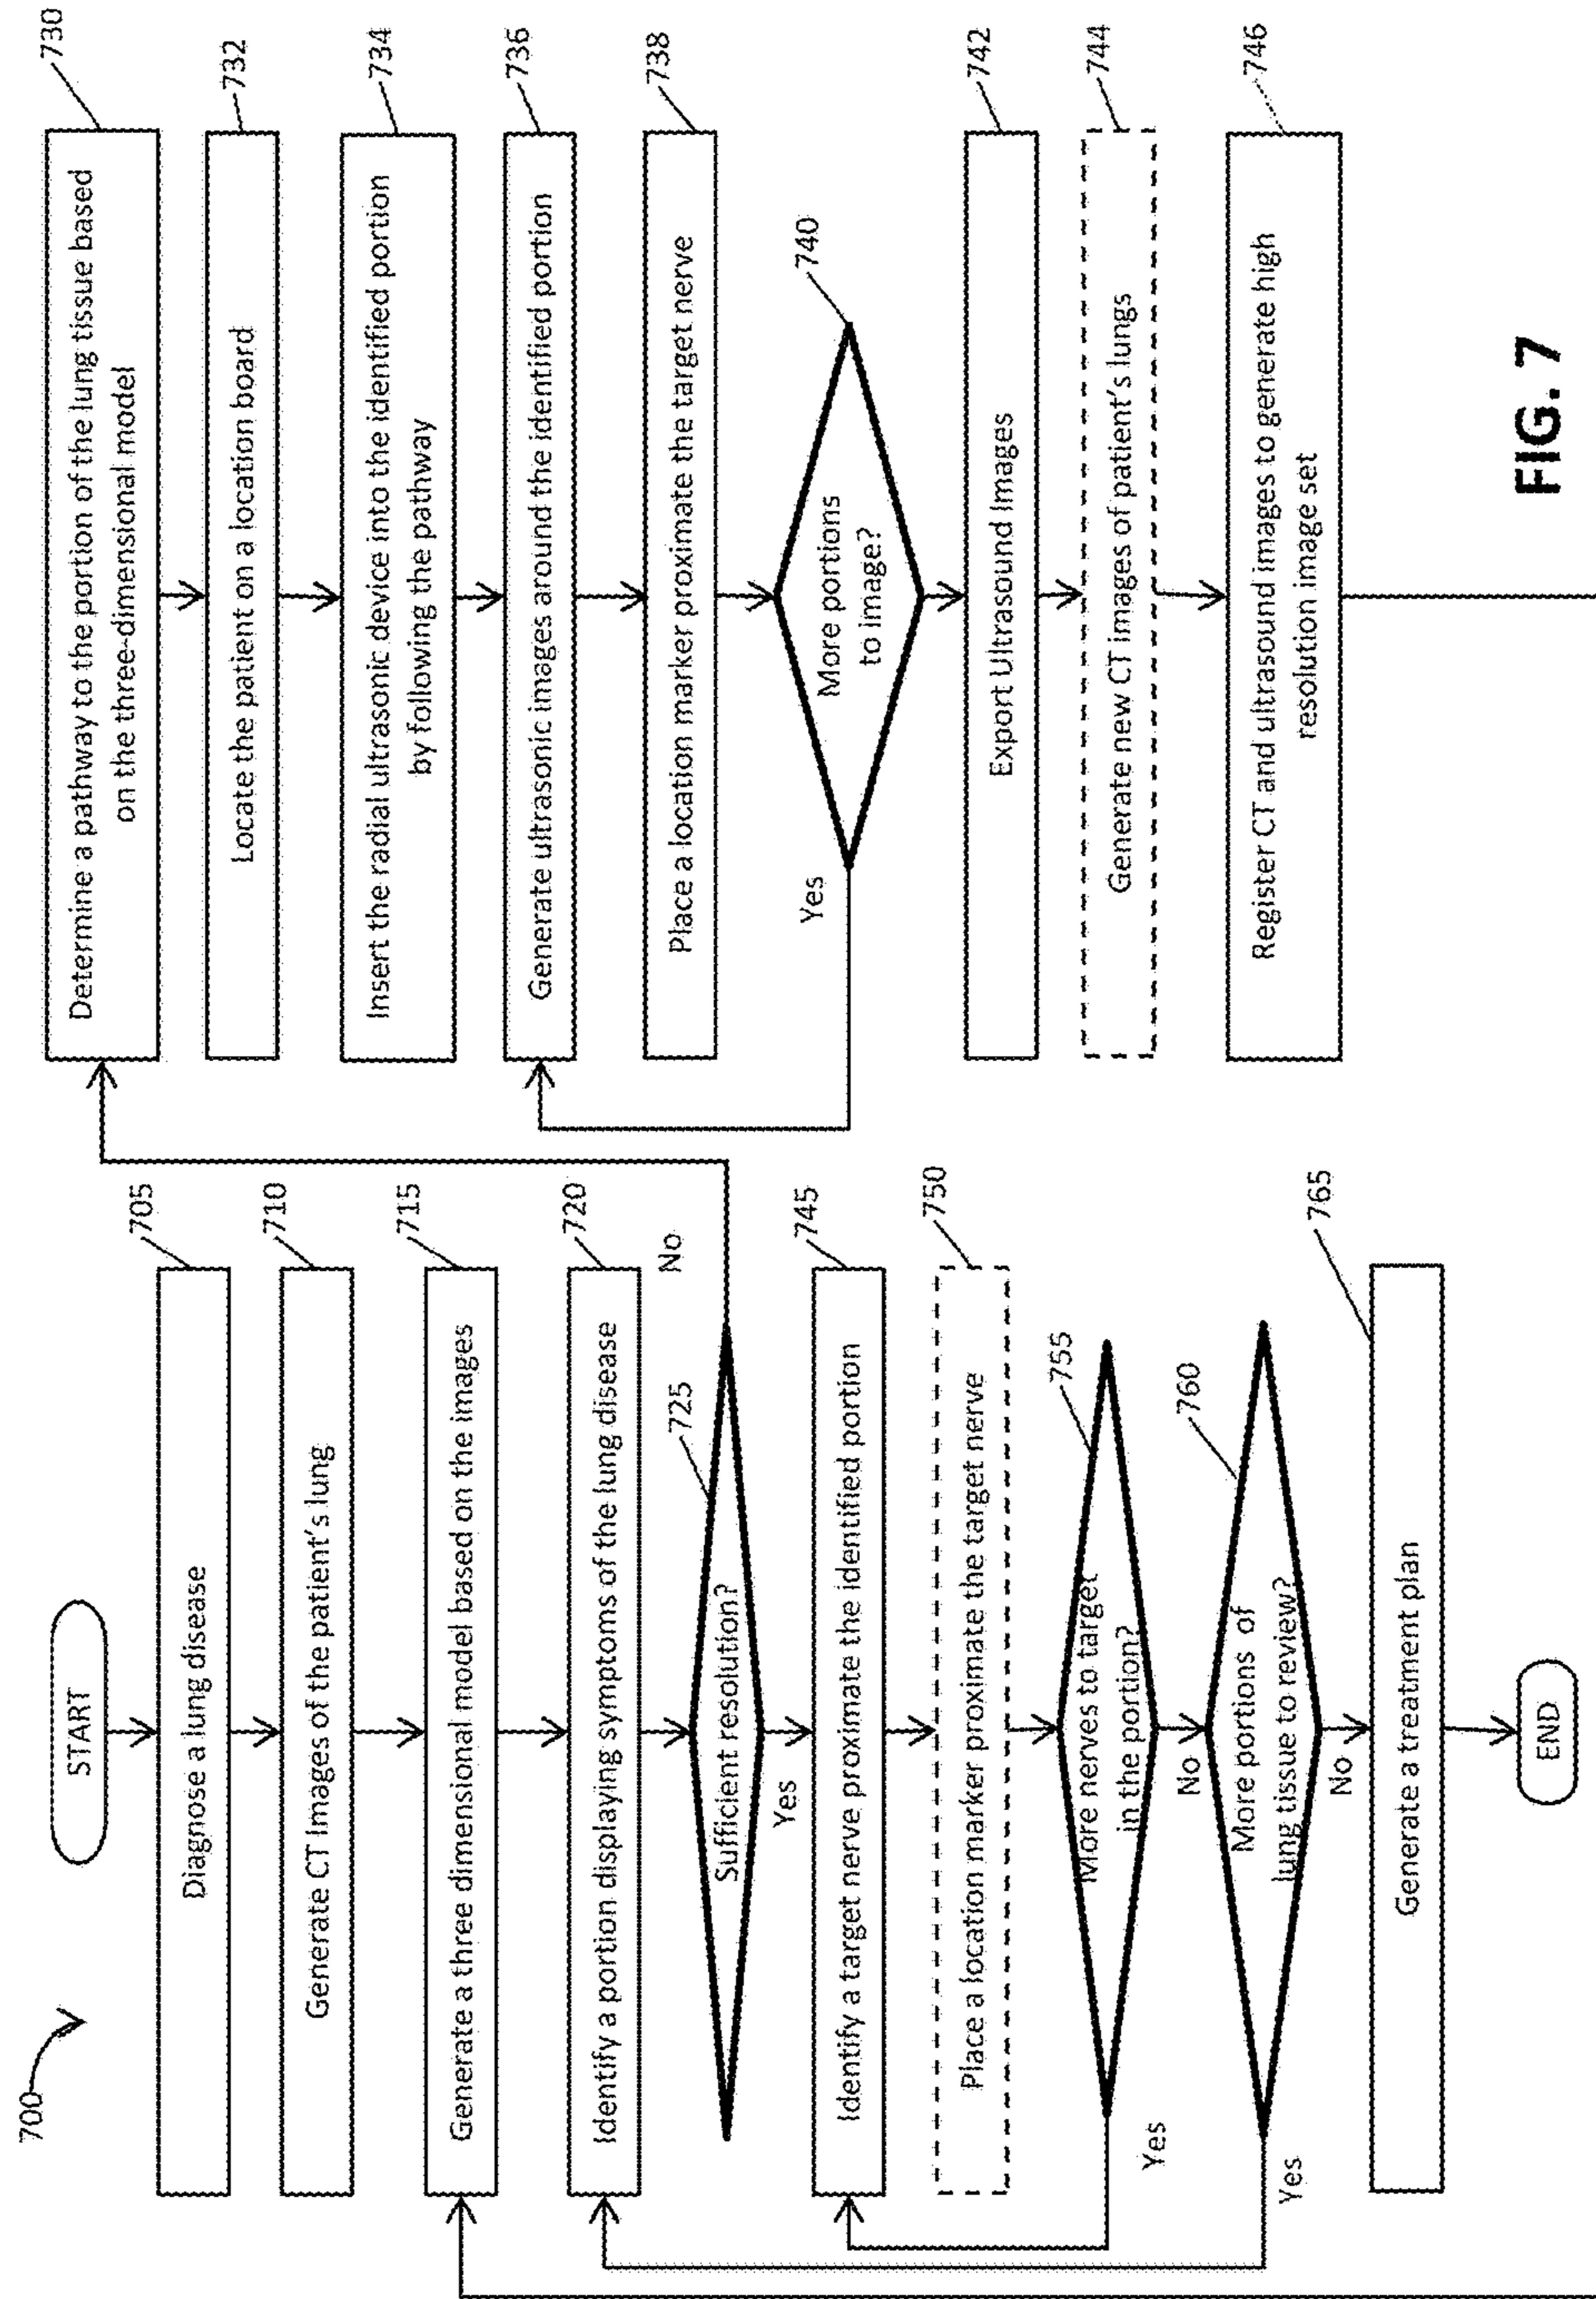 700
START
Diagnose a lung disease
705
Generate CT Images of the patient's lung
710
Generate a three dimensional model based on the images
715
Identify a portion displaying symptoms of the lung disease
720
Sufficient resolution?
725
No
Yes
Identify a target nerve proximate the identified portion
745
Place a location marker proximate the target nerve
750
More nerves to target
in the portion?
755
Yes
No
More portions of
lung tissue to review?
760
Yes
No
Generate a treatment plan
765
END
Determine a pathway to the portion of the lung tissue based
on the three-dimensional model
730
Locate the patient on a location board
732
Insert the radial ultrasonic device into the identified portion
by following the pathway
734
Generate ultrasonic images around the identified portion
736
Place a location marker proximate the target nerve
738
More portions
to image?
740
Yes
Export Ultrasound Images
742
Generate new CT images of patient's lungs
744
Register CT and ultrasound images to generate high
resolution image set
746
FIG. 7